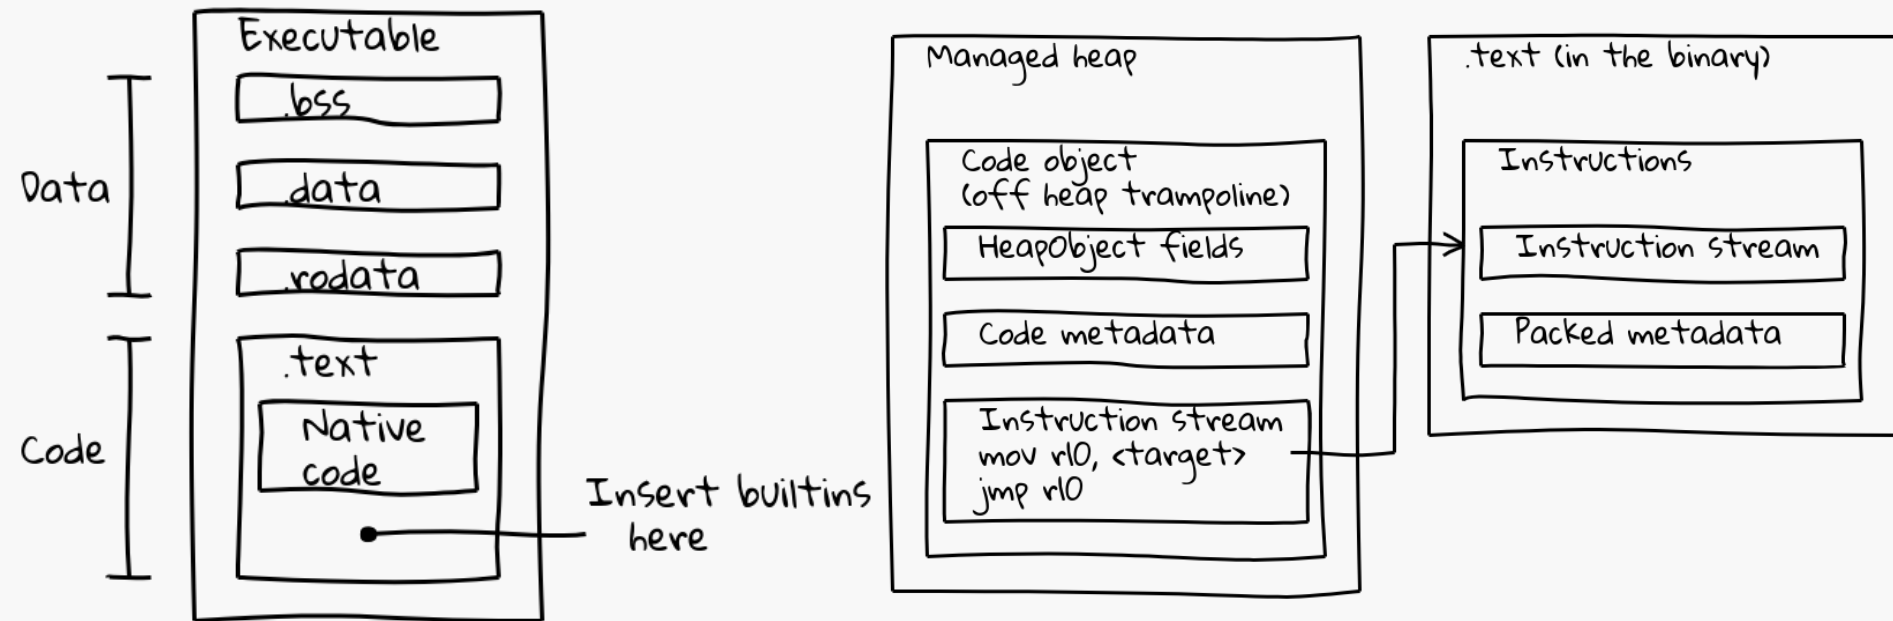 Executable
.bss
Data
.data
.rodata
.text
Native
code
Code
Insert builtins
here
Managed heap
Code object
(off heap trampoline)
HeapObject fields
Code metadata
Instruction stream
mov r10, <target>
jmp r10
.text (in the binary)
Instructions
Instruction stream
Packed metadata